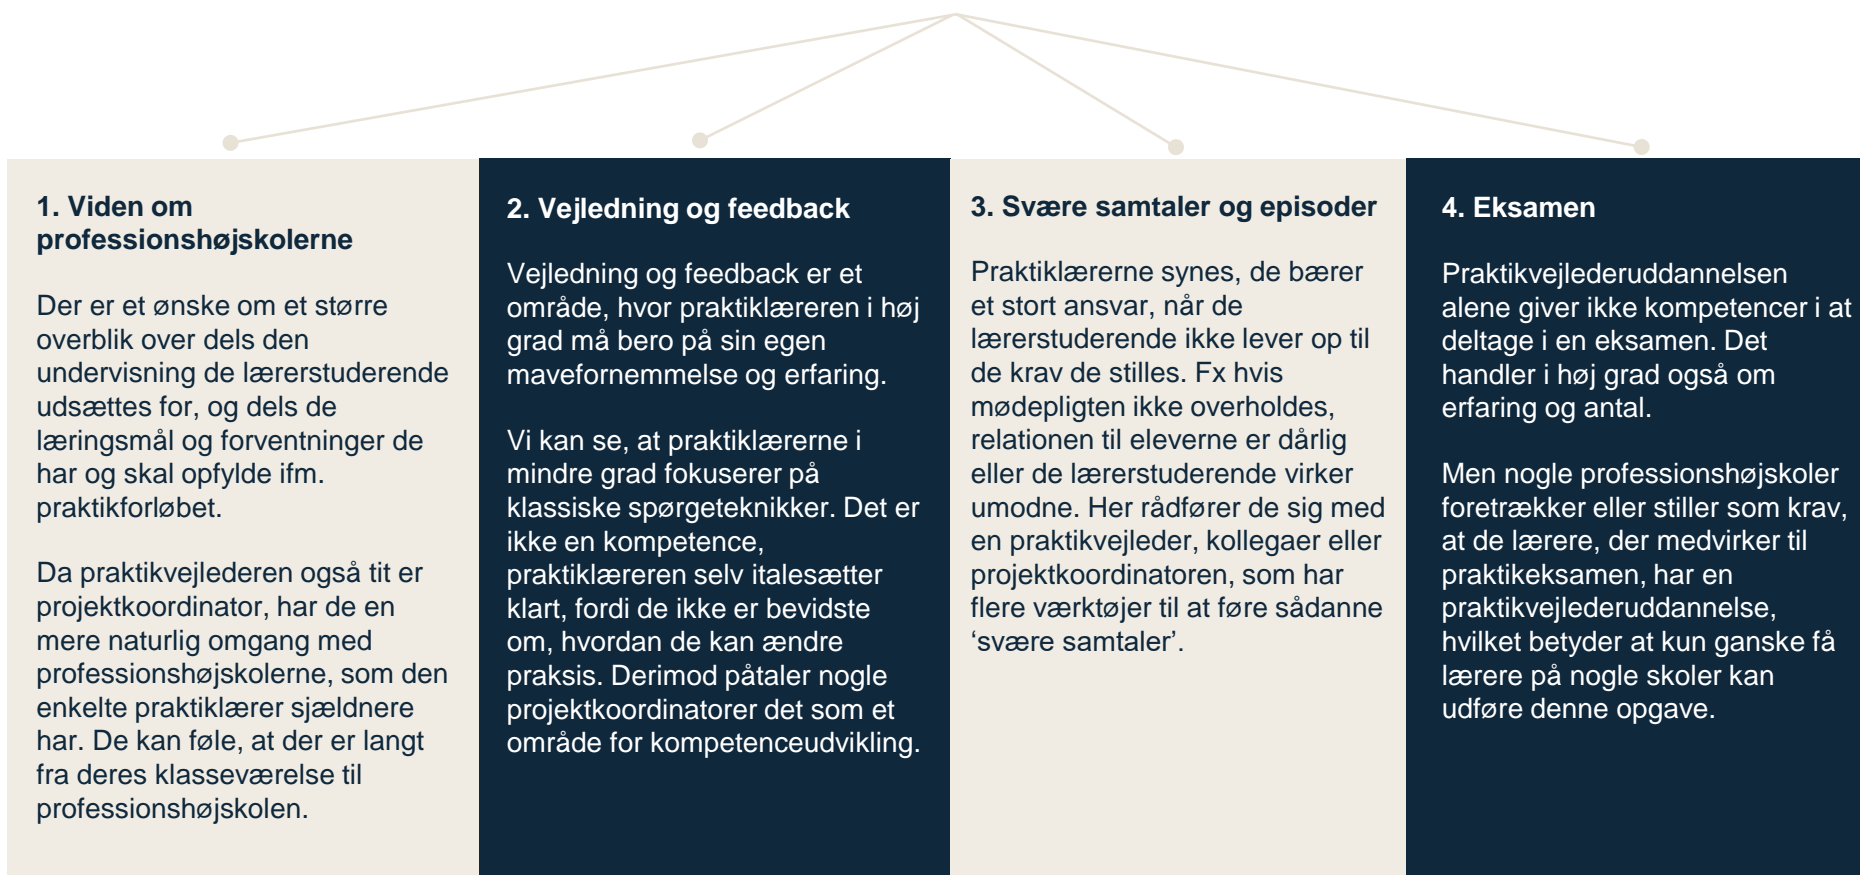 1. Viden om
professionshøjskolerne
Der er et ønske om et større
overblik over dels den
undervisning de lærerstuderende
udsættes for, og dels de
læringsmål og forventninger de
har og skal opfylde ifm.
praktikforløbet.
Da praktikvejlederen også tit er
projektkoordinator, har de en
mere naturlig omgang med
professionshøjskolerne, som den
enkelte praktiklærer sjældnere
har. De kan føle, at der er langt
fra deres klasseværelse til
professionshøjskolen.
2. Vejledning og feedback
Vejledning og feedback er et
område, hvor praktiklæreren i høj
grad må bero på sin egen
mavefornemmelse og erfaring.
Vi kan se, at praktiklærerne i
mindre grad fokuserer på
klassiske spørgeteknikker. Det er
ikke en kompetence,
praktiklæreren selv italesætter
klart, fordi de ikke er bevidste
om, hvordan de kan ændre
praksis. Derimod påtaler nogle
projektkoordinatorer det som et
område for kompetenceudvikling.
3. Svære samtaler og episoder
Praktiklærerne synes, de bærer
et stort ansvar, når de
lærerstuderende ikke lever op til
de krav de stilles. Fx hvis
mødepligten ikke overholdes,
relationen til eleverne er dårlig
eller de lærerstuderende virker
umodne. Her rådfører de sig med
en praktikvejleder, kollegaer eller
projektkoordinatoren, som har
flere værktøjer til at føre sådanne
‘svære samtaler’.
4. Eksamen
Praktikvejlederuddannelsen
alene giver ikke kompetencer i at
deltage i en eksamen. Det
handler i høj grad også om
erfaring og antal.
Men nogle professionshøjskoler
foretrækker eller stiller som krav,
at de lærere, der medvirker til
praktikeksamen, har en
praktikvejlederuddannelse,
hvilket betyder at kun ganske få
lærere på nogle skoler kan
udføre denne opgave.